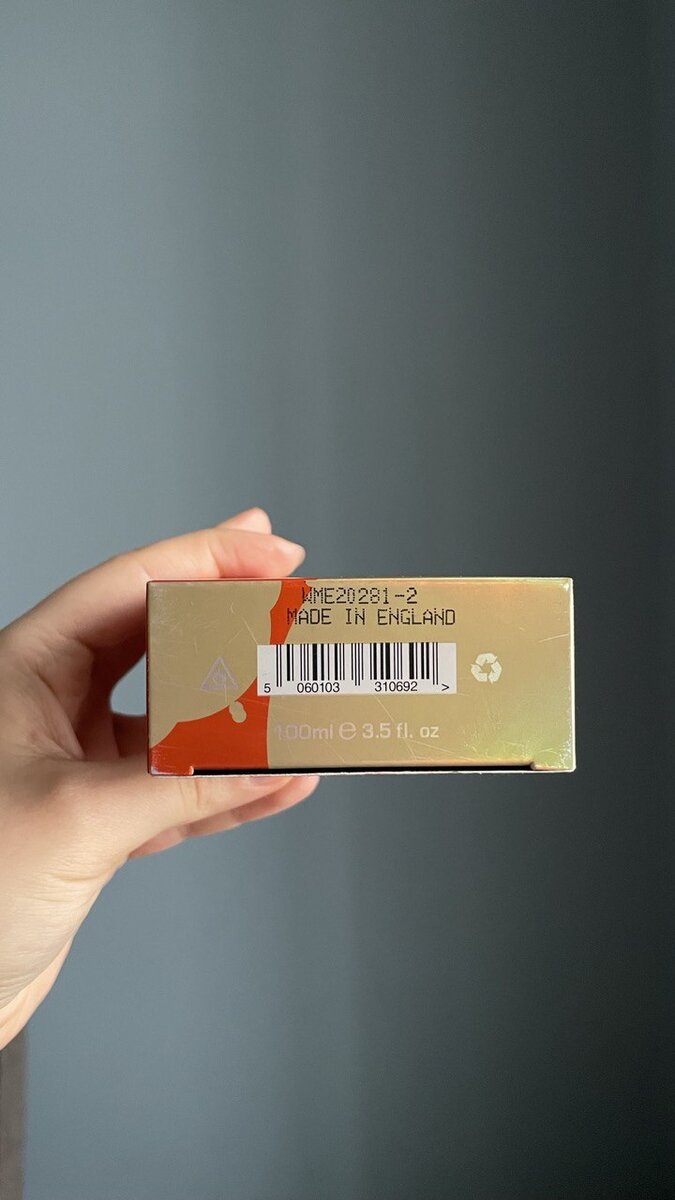 WME20281-2
MADE IN ENGLAND
5 060103 310692 >
100ml e 3.5 fl. oz